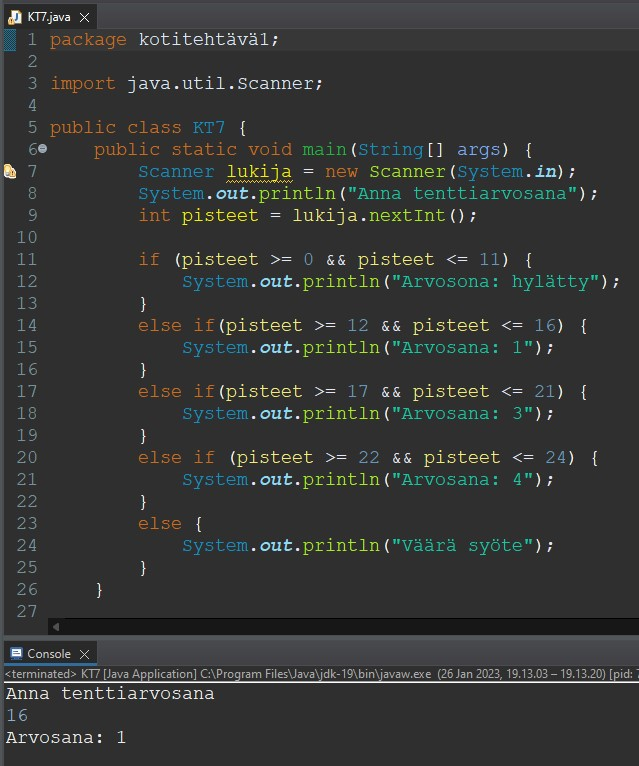 KT7.java
1 package kotitehtävä1;
2
3 import java.util.Scanner;
4
5 public class KT7 {
6 public static void main(String[] args) {
7 Scanner lukija = new Scanner(System.in);
8 System.out.println("Anna tenttiarvosana");
9 int pisteet = lukija.nextInt();
10
11 if (pisteet >= 0 && pisteet <= 11) {
12 System.out.println("Arvosona: hylätty");
13 }
14 else if(pisteet >= 12 && pisteet <= 16) {
15 System.out.println("Arvosana: 1");
16 }
17 else if(pisteet >= 17 && pisteet <= 21) {
18 System.out.println("Arvosana: 3");
19 }
20 else if (pisteet >= 22 && pisteet <= 24) {
21 System.out.println("Arvosana: 4");
22 }
23 else {
24 System.out.println("Väärä syöte");
25 }
26 }
27
Console
<terminated> KT7 [Java Application] C:\Program Files\Java\jdk-19\bin\javaw.exe (26 Jan 2023, 19.13.03 – 19.13.20) [pid:
Anna tenttiarvosana
16
Arvosana: 1